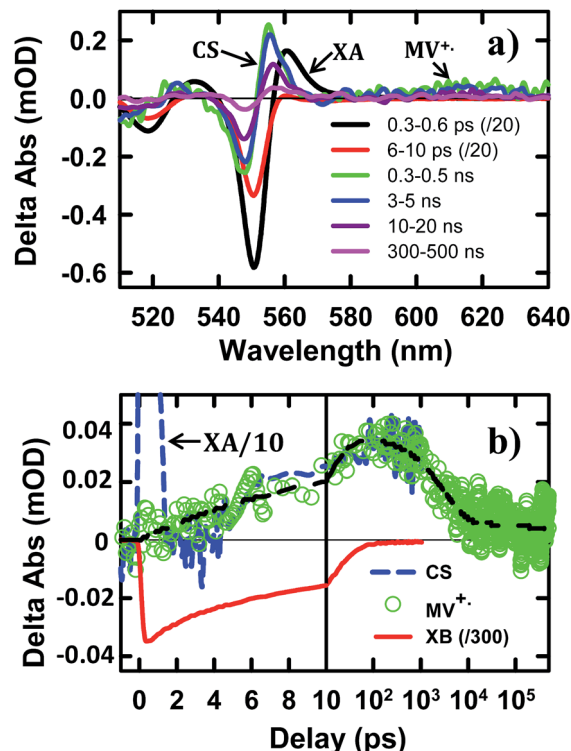 a)
CS
XA
MV+·
0.2
0.0
-0.2
-0.4
-0.6
Delta Abs (mOD)
0.3-0.6 ps (/20)
6-10 ps (/20)
0.3-0.5 ns
3-5 ns
10-20 ns
300-500 ns
520 540 560 580 600 620 640
Wavelength (nm)
b)
XA/10
0.04
0.02
0
-0.02
-0.04
Delta Abs (mOD)
CS
MV+·
XB (/300)
0 2 4 6 8 10 10² 10³ 10⁴ 10⁵
Delay (ps)